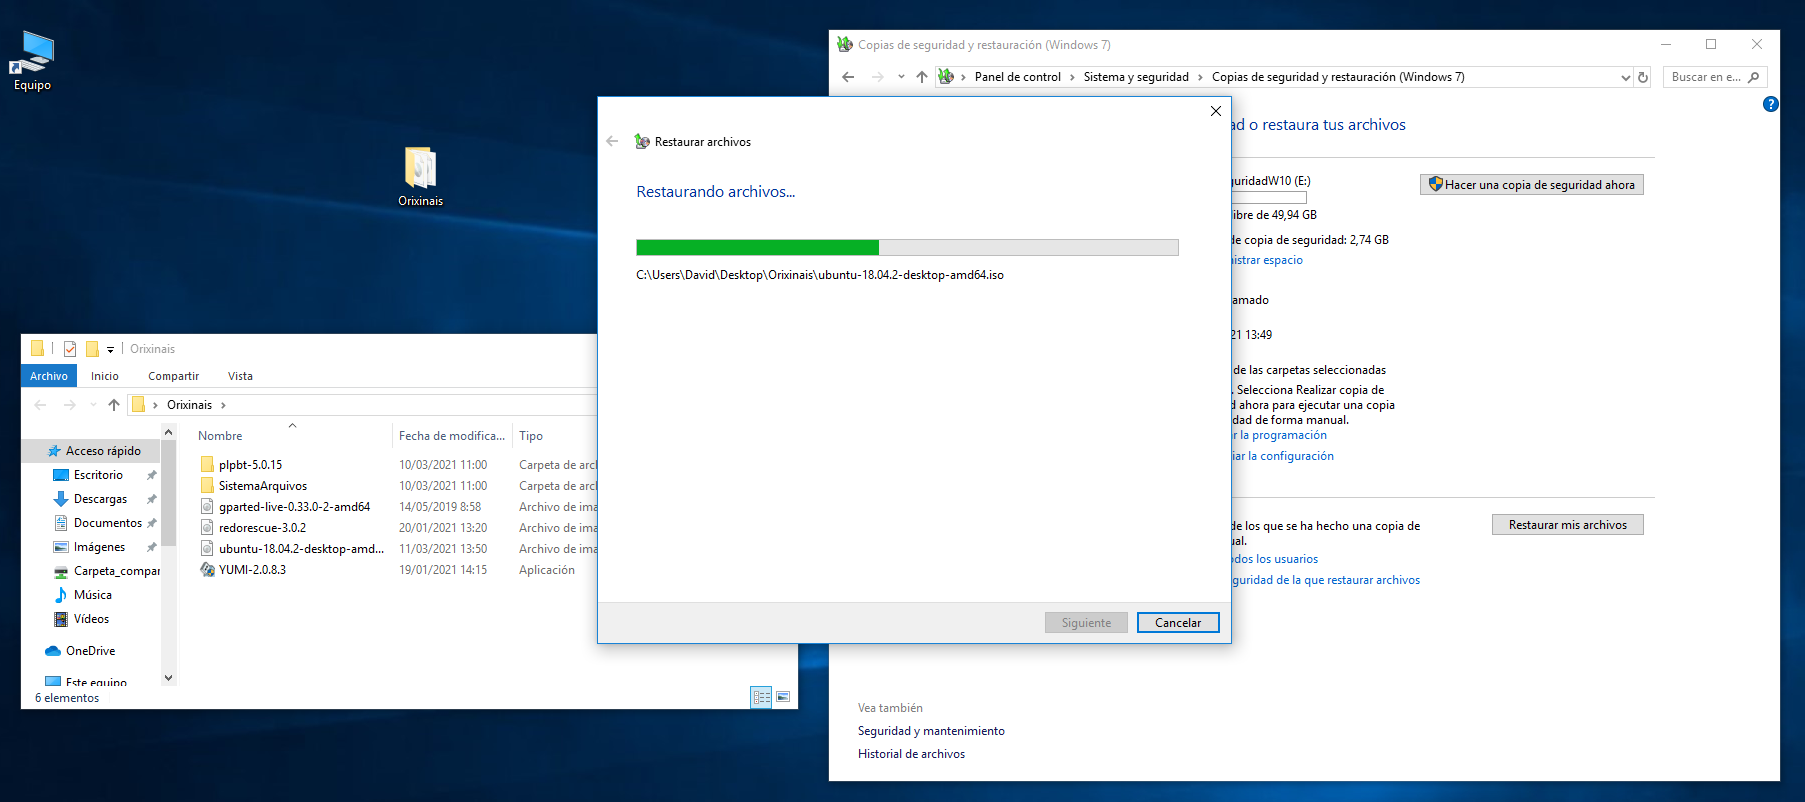 Equipo
Orixinais
Copias de seguridad y restauración (Windows 7)
Panel de control
Sistema y seguridad
Copias de seguridad y restauración (Windows 7)
Buscar en e...
ad o restaura tus archivos
guridadW10 (E:)
Hacer una copia de seguridad ahora
ibre de 49,94 GB
de copia de seguridad: 2,74 GB
istrar espacio
amado
21 13:49
de las carpetas seleccionadas
. Selecciona Realizar copia de
d ahora para ejecutar una copia
dad de forma manual.
r la programación
iar la configuración
de los que se ha hecho una copia de
ual.
Restaurar mis archivos
odos los usuarios
guridad de la que restaurar archivos
Vea también
Seguridad y mantenimiento
Historial de archivos
Restaurar archivos
Restaurando archivos...
C:\Users\David\Desktop\Orixinais\ubuntu-18.04.2-desktop-amd64.iso
Siguiente
Cancelar
Orixinais
Archivo
Inicio
Compartir
Vista
Orixinais
Acceso rápido
Escritorio
Descargas
Documentos
Imágenes
Carpeta_compar
Música
Vídeos
OneDrive
Este equipo
Nombre
Fecha de modifica...
Tipo
plpbt-5.0.15
10/03/2021 11:00
Carpeta de arcl
SistemaArquivos
10/03/2021 11:00
Carpeta de arcl
gparted-live-0.33.0-2-amd64
14/05/2019 8:58
Archivo de ima
redorescue-3.0.2
20/01/2021 13:20
Archivo de ima
ubuntu-18.04.2-desktop-amd...
11/03/2021 13:50
Archivo de ima
YUMI-2.0.8.3
19/01/2021 14:15
Aplicación
6 elementos